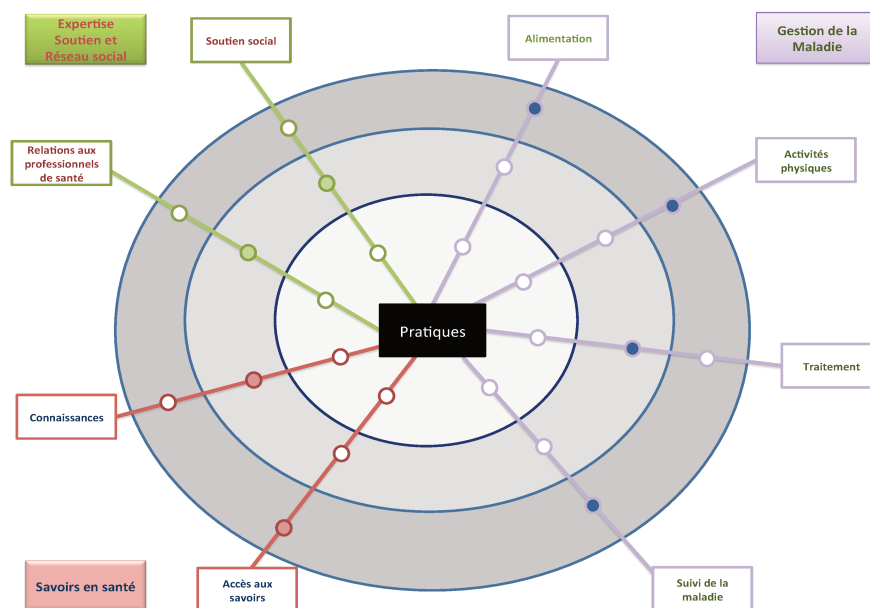 Expertise
Soutien et
Réseau social
Soutien social
Alimentation
Gestion de la
Maladie
Relations aux
professionnels
de santé
Activités
physiques
Pratiques
Traitement
Connaissances
Savoirs en santé
Accès aux
savoirs
Suivi de la
maladie